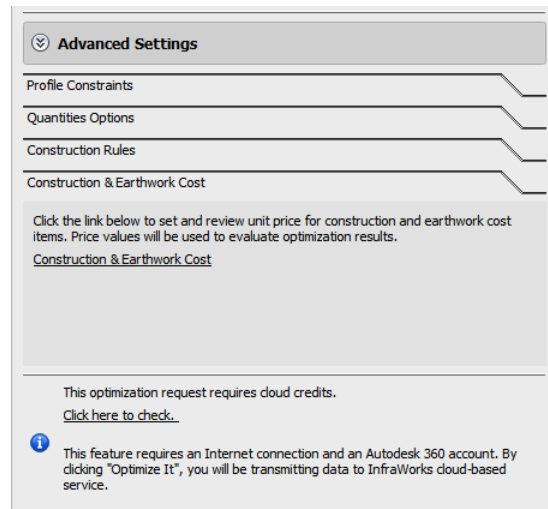 Advanced Settings
Profile Constraints
Quantities Options
Construction Rules
Construction & Earthwork Cost
Click the link below to set and review unit price for construction and earthwork cost
items. Price values will be used to evaluate optimization results.
Construction & Earthwork Cost
This optimization request requires cloud credits.
Click here to check.
This feature requires an Internet connection and an Autodesk 360 account. By
clicking "Optimize It", you will be transmitting data to InfraWorks cloud-based
service.